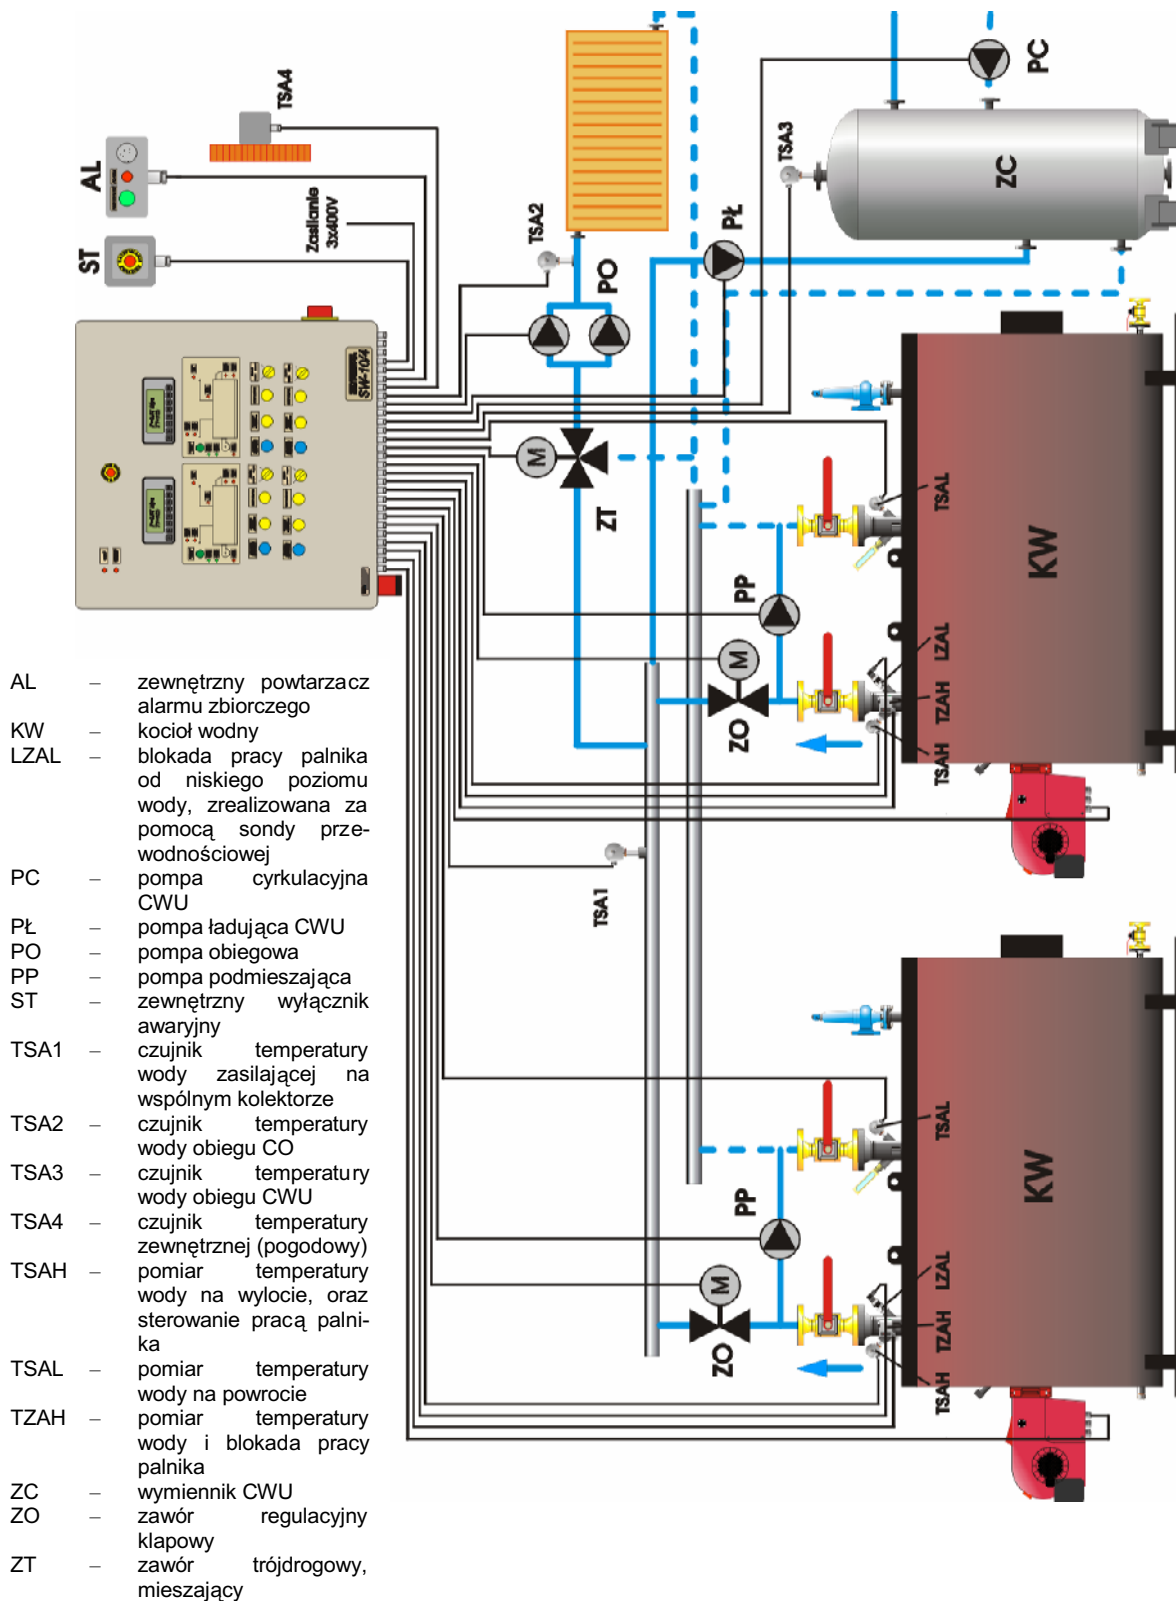 TSA4
AL
ST
Zasilanie
3x400V
SW-10/4
TSA2
PO
PŁ
TSA3
PC
ZC
M
ZT
PP
M
ZO
TSAL
LZAL
TZAH
TSAH
KW
TSA1
PP
M
ZO
TSAL
LZAL
TZAH
TSAH
KW
AL – zewnętrzny powtarzacz
alarmu zbiorczego
KW – kocioł wodny
LZAL – blokada pracy palnika
od niskiego poziomu
wody, zrealizowana za
pomocą sondy prze-
wodnościowej
PC – pompa cyrkulacyjna
CWU
PŁ – pompa ładująca CWU
PO – pompa obiegowa
PP – pompa podmieszająca
ST – zewnętrzny wyłącznik
awaryjny
TSA1 – czujnik temperatury
wody zasilającej na
wspólnym kolektorze
TSA2 – czujnik temperatury
wody obiegu CO
TSA3 – czujnik temperatury
wody obiegu CWU
TSA4 – czujnik temperatury
zewnętrznej (pogodowy)
TSAH – pomiar temperatury
wody na wylocie, oraz
sterowanie pracą palni-
ka
TSAL – pomiar temperatury
wody na powrocie
TZAH – pomiar temperatury
wody i blokada pracy
palnika
ZC – wymiennik CWU
ZO – zawór regulacyjny
klapowy
ZT – zawór trójdrogowy,
mieszający